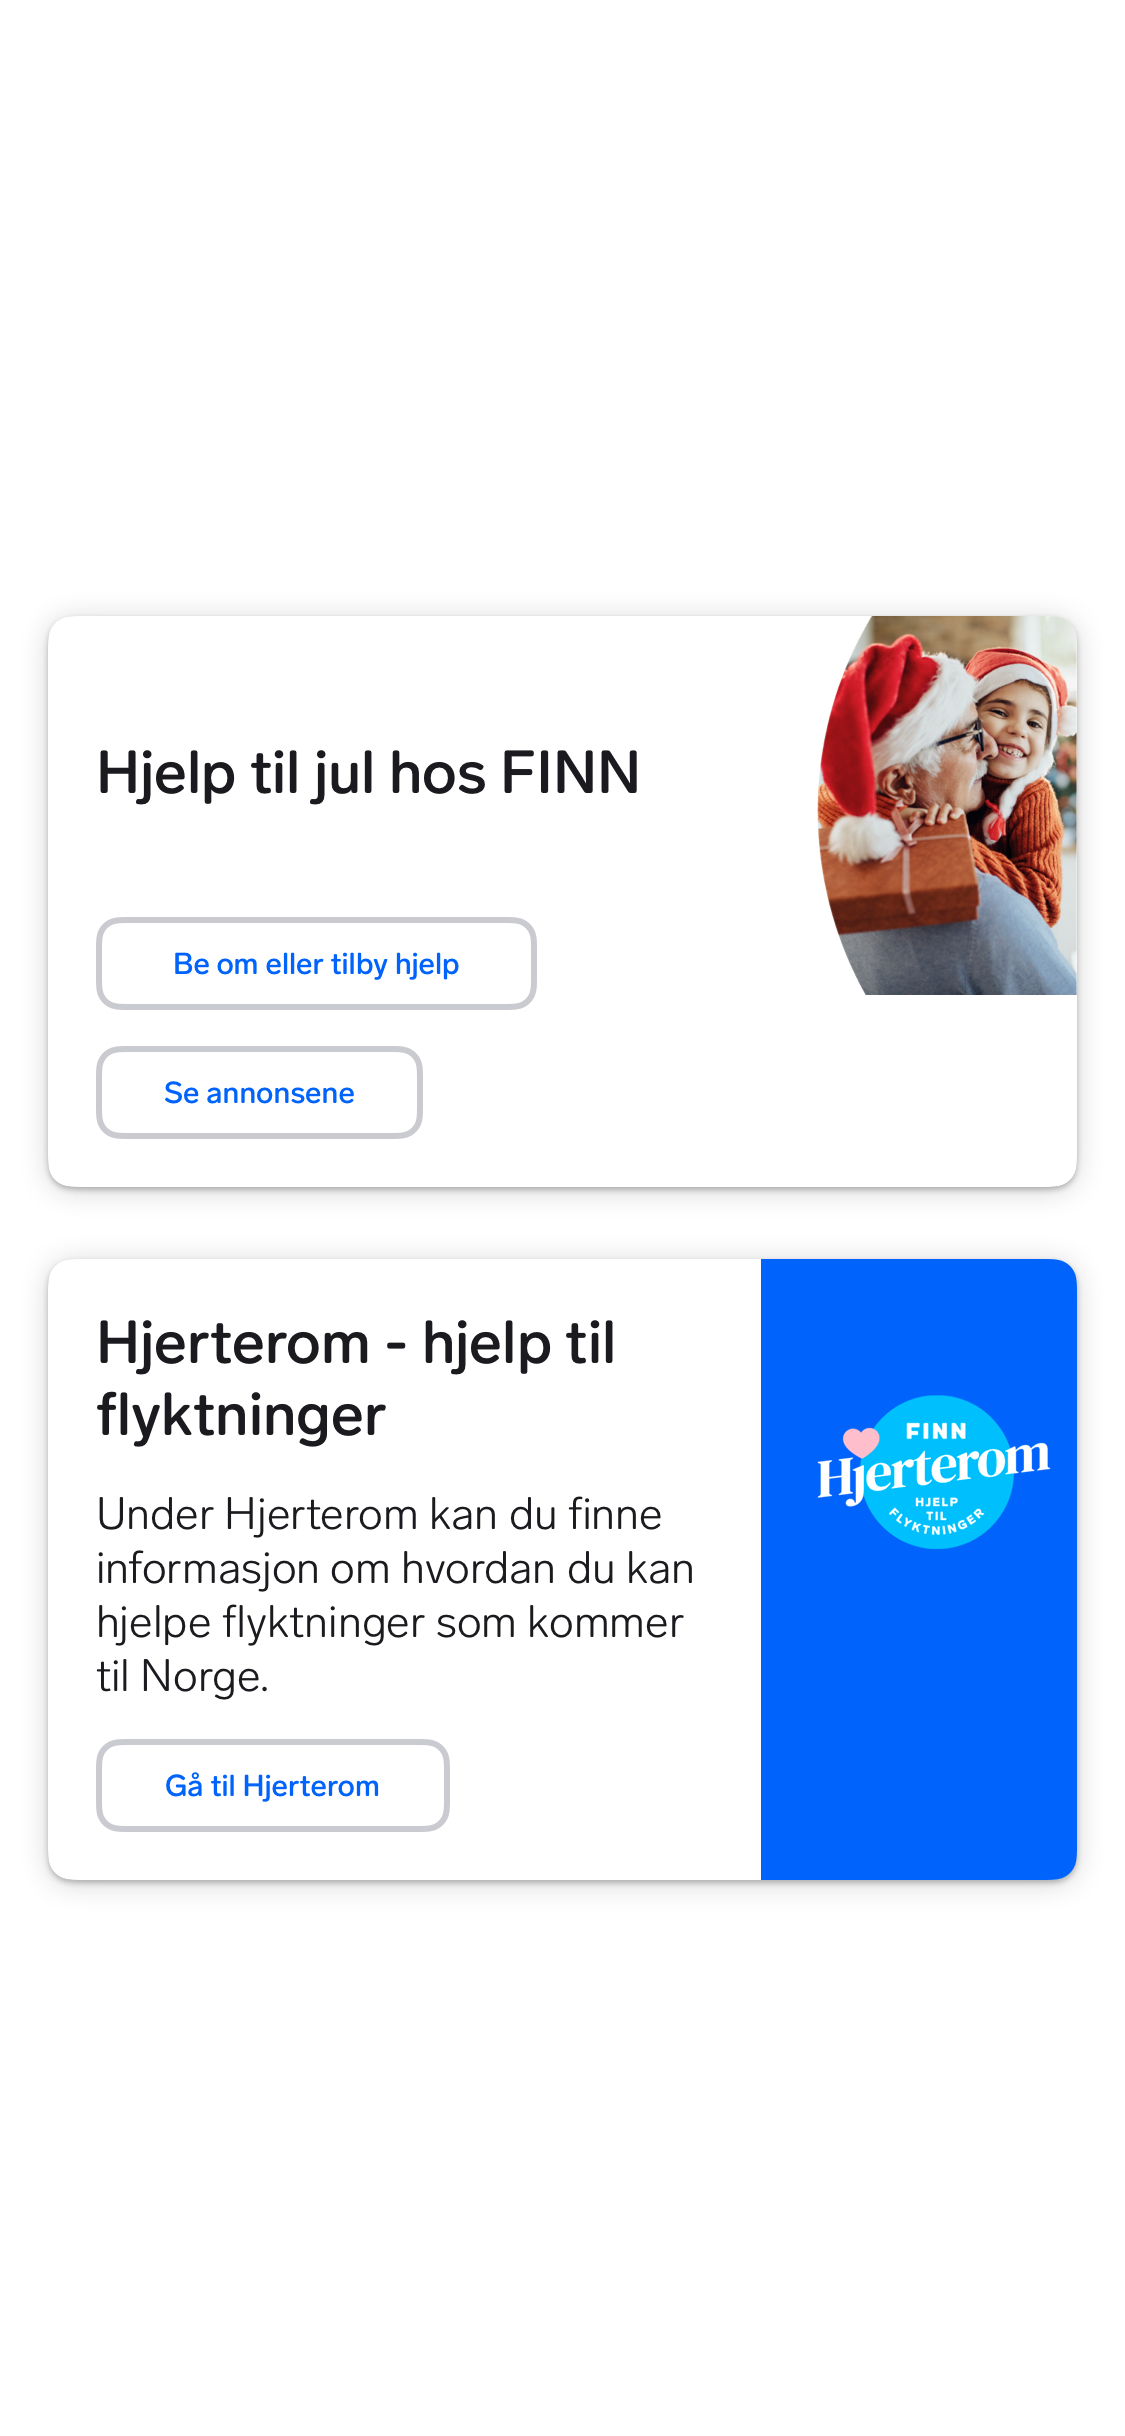 Hjelp til jul hos FINN
Be om eller tilby hjelp
Se annonsene
Hjerterom - hjelp til
flyktninger
Under Hjerterom kan du finne
informasjon om hvordan du kan
hjelpe flyktninger som kommer
til Norge.
Gå til Hjerterom
FINN
Hjerterom
HJELP
TIL
FLYKTNINGER